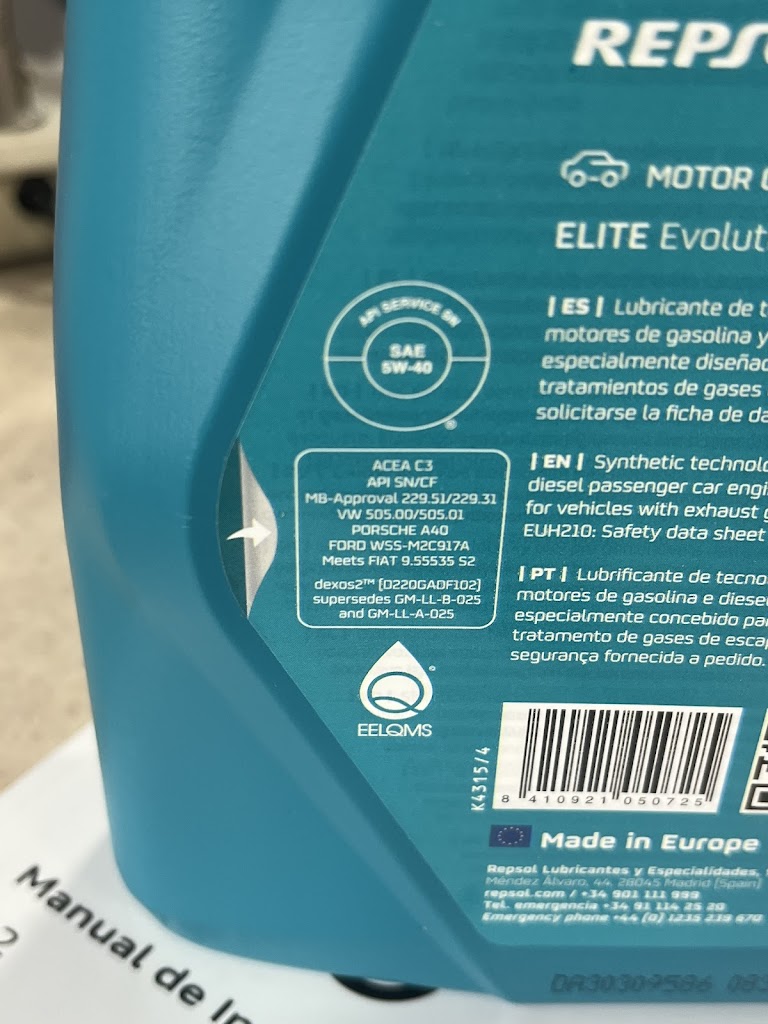 REPS
MOTOR
ELITE Evolut
API SERVICE SN
SAE
5W-40
®
| ES | Lubricante de t
motores de gasolina y
especialmente diseñad
tratamientos de gases
solicitarse la ficha de da
ACEA C3
API SN/CF
MB-Approval 229.51/229.31
VW 505.00/505.01
PORSCHE A40
FORD WSS-M2C917A
Meets FIAT 9.55535 S2
dexos2™ [D220GADF102]
supersedes GM-LL-B-025
and GM-LL-A-025
| EN | Synthetic technolo
diesel passenger car engi
for vehicles with exhaust g
EUH210: Safety data sheet
| PT | Lubrificante de tecno
motores de gasolina e diese
especialmente concebido pa
tratamento de gases de esca
segurança fornecida a pedido.
EELQMS
K4315/4
8 410921 050725
Made in Europe
Repsol Lubricantes y Especialidades,
Méndez Álvaro, 44, 28045 Madrid (Spain)
repsol.com / +34 901 111 999
Tel. emergencia +34 91 114 25 20
Emergency phone +44 (0) 1235 239 670
DA30309586 083
Manual de In
2